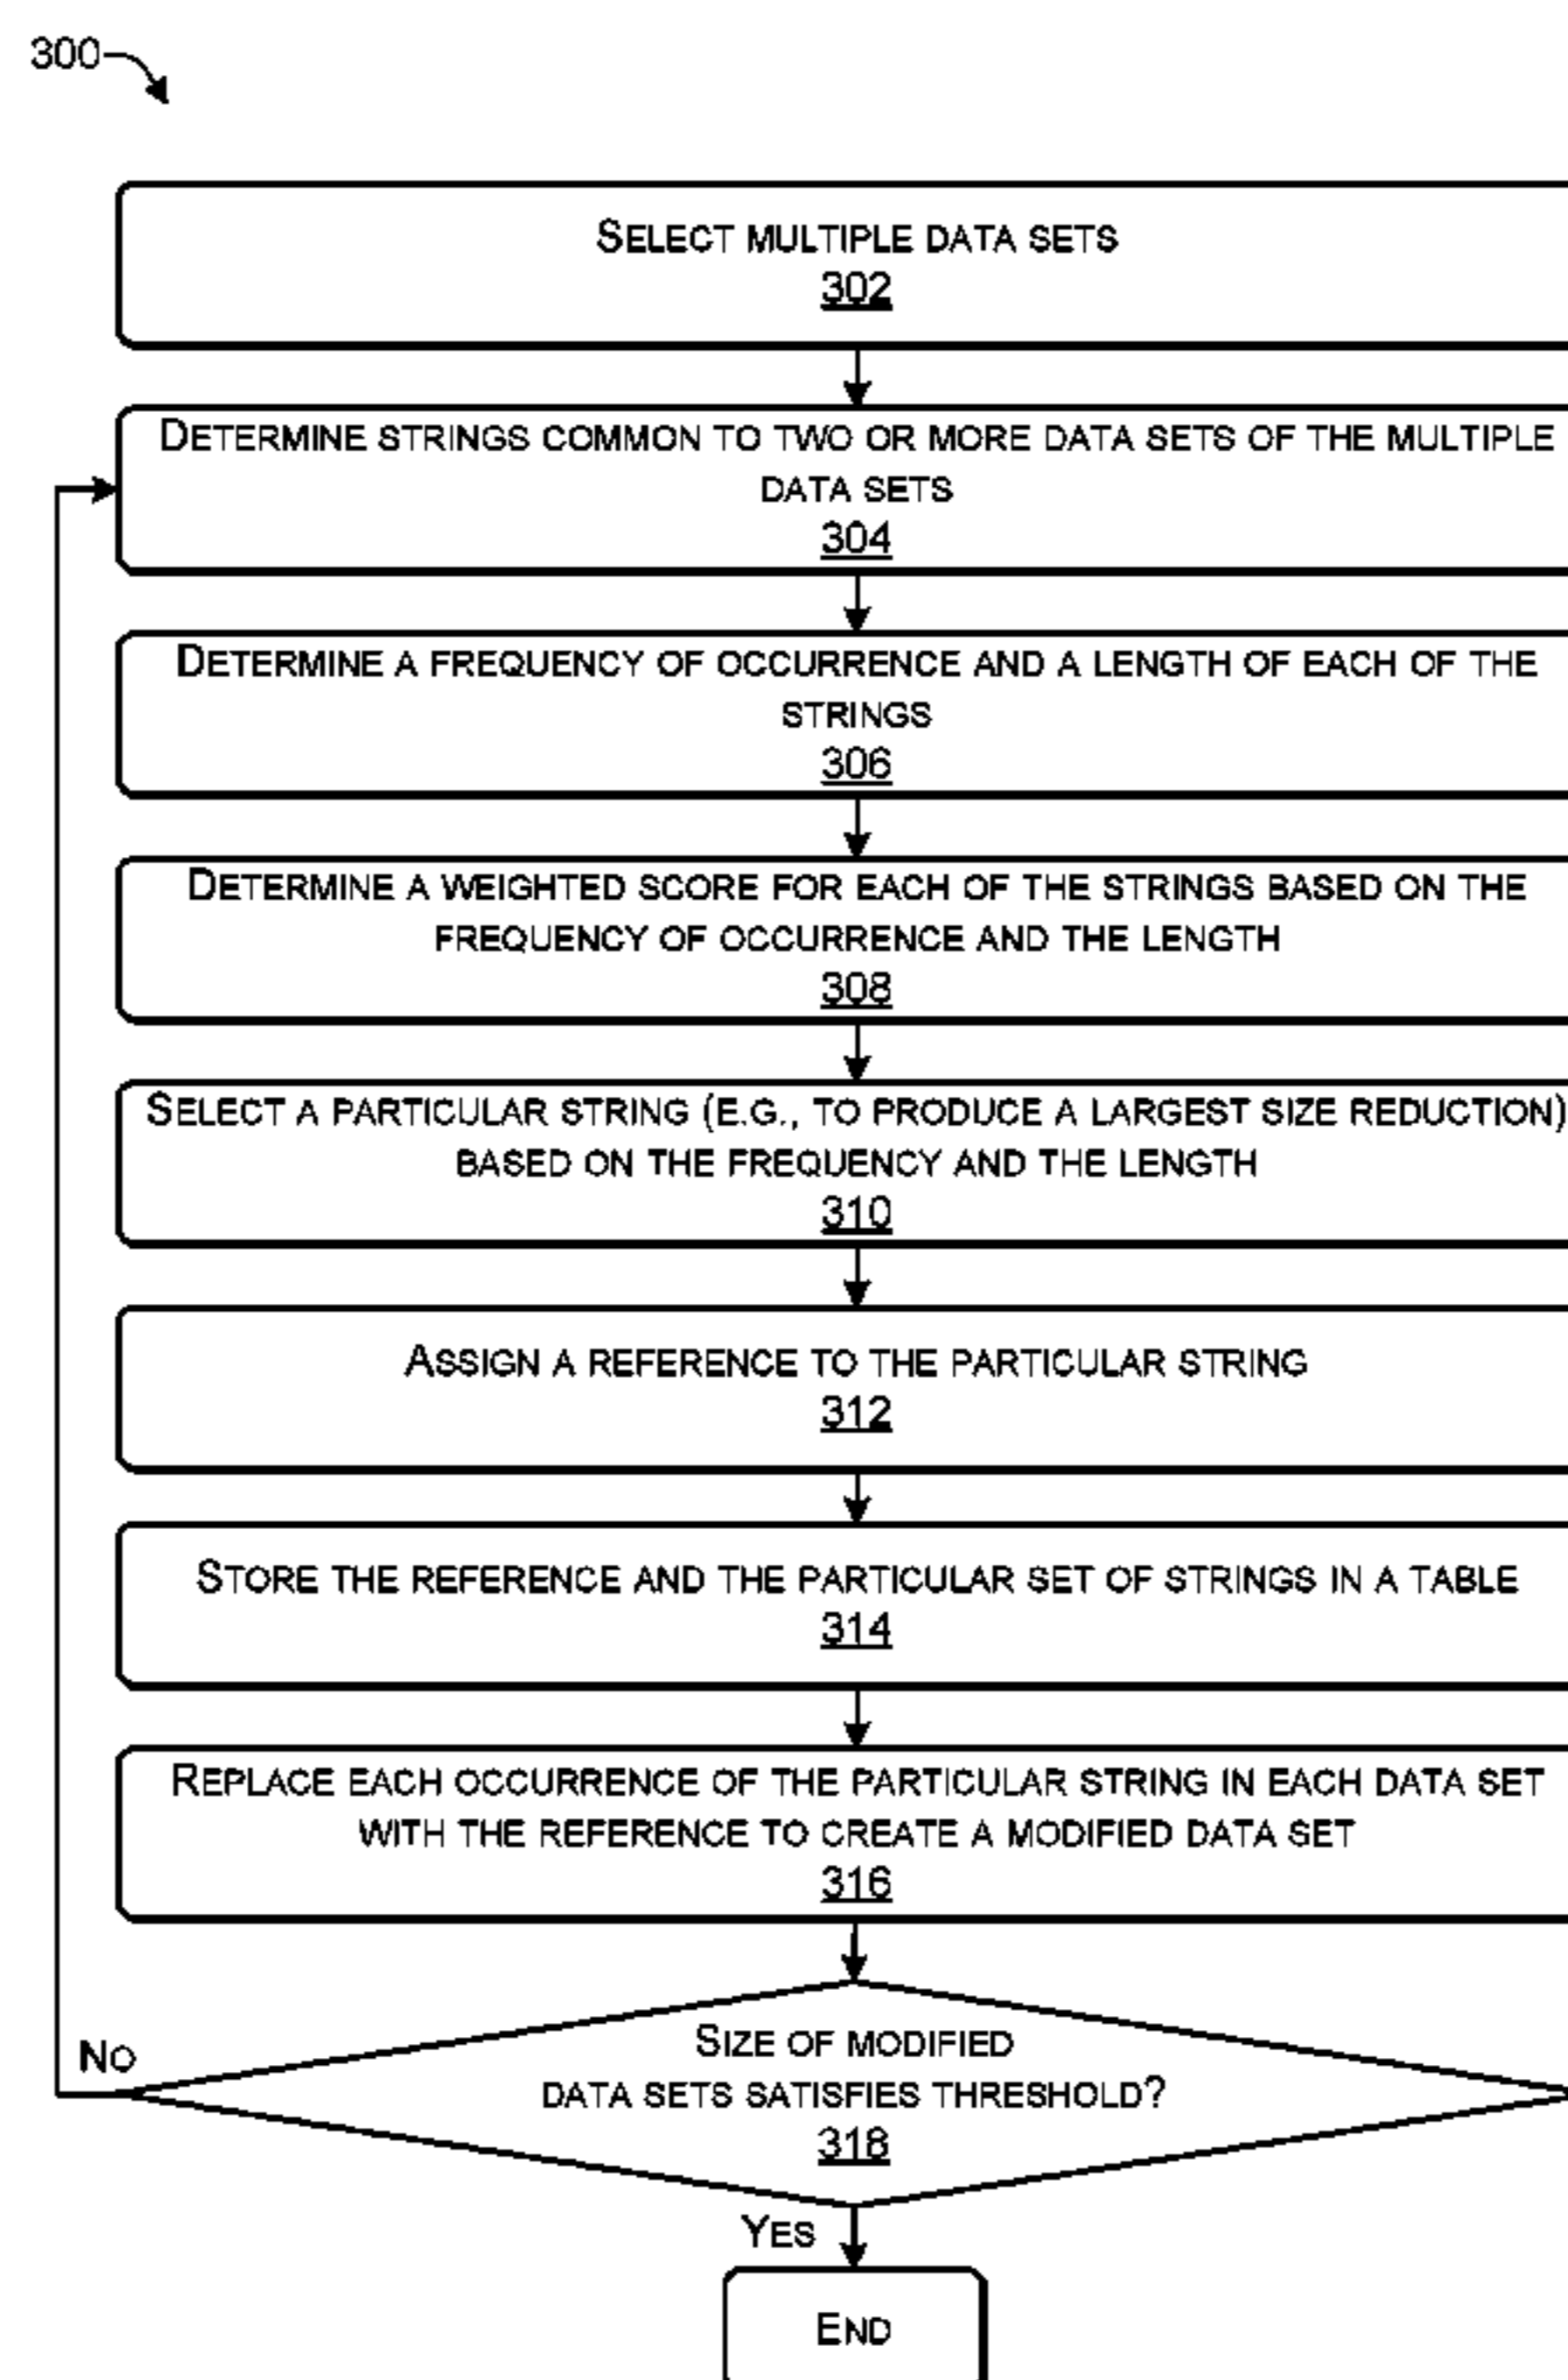 300
SELECT MULTIPLE DATA SETS
302
DETERMINE STRINGS COMMON TO TWO OR MORE DATA SETS OF THE MULTIPLE
DATA SETS
304
DETERMINE A FREQUENCY OF OCCURRENCE AND A LENGTH OF EACH OF THE
STRINGS
306
DETERMINE A WEIGHTED SCORE FOR EACH OF THE STRINGS BASED ON THE
FREQUENCY OF OCCURRENCE AND THE LENGTH
308
SELECT A PARTICULAR STRING (E.G., TO PRODUCE A LARGEST SIZE REDUCTION)
BASED ON THE FREQUENCY AND THE LENGTH
310
ASSIGN A REFERENCE TO THE PARTICULAR STRING
312
STORE THE REFERENCE AND THE PARTICULAR SET OF STRINGS IN A TABLE
314
REPLACE EACH OCCURRENCE OF THE PARTICULAR STRING IN EACH DATA SET
WITH THE REFERENCE TO CREATE A MODIFIED DATA SET
316
NO
SIZE OF MODIFIED
DATA SETS SATISFIES THRESHOLD?
318
YES
END